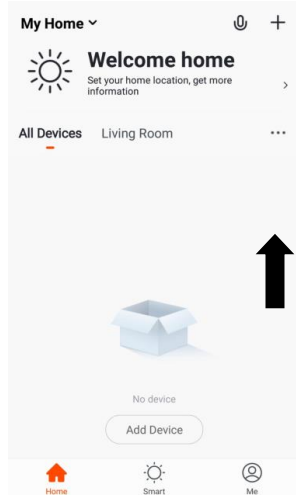 My Home
Welcome home
Set your home location, get more
information
All Devices Living Room
No device
Add Device
Home Smart Me